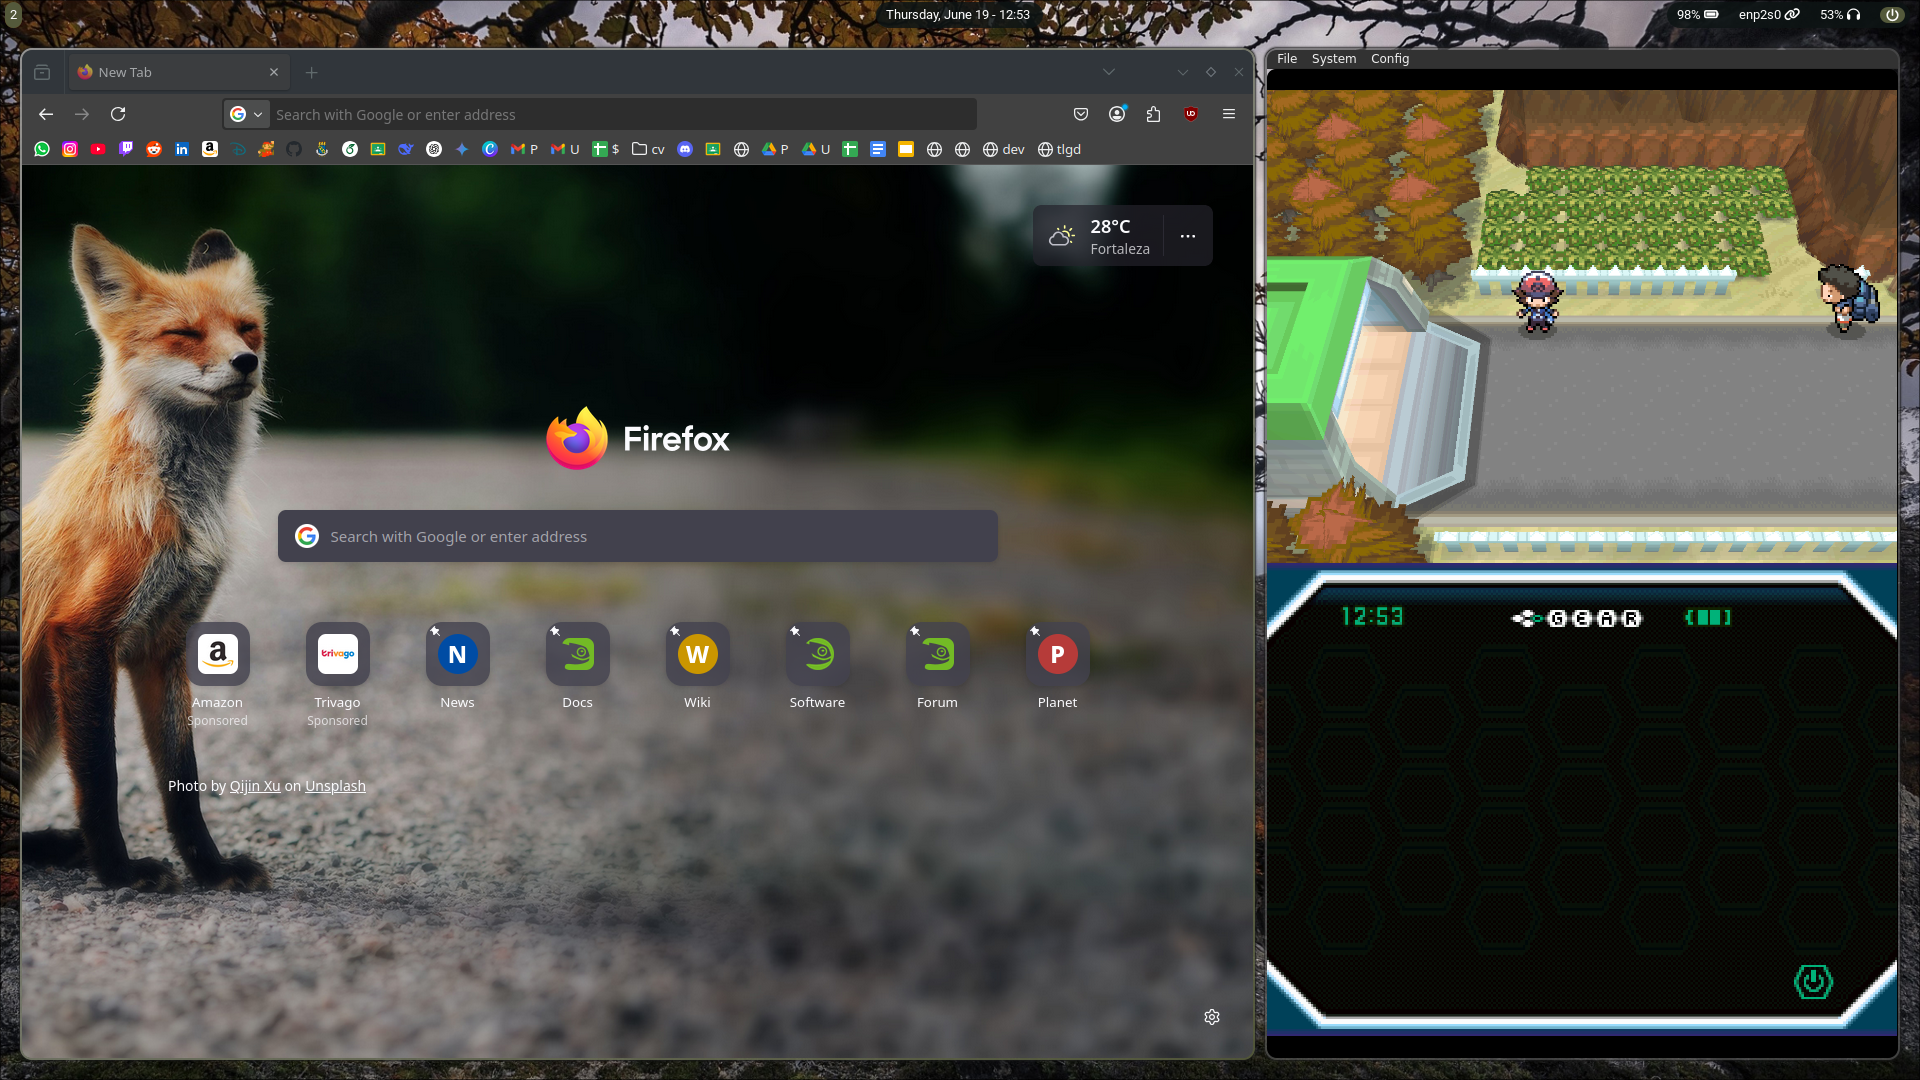 2
Thursday, June 19 - 12:53
98%
enp2s0
53%
New Tab
Search with Google or enter address
P
U
$
cv
P
U
dev
tlgd
28°C
Fortaleza
Firefox
Search with Google or enter address
a
trivago
N
W
P
Amazon
Trivago
News
Docs
Wiki
Software
Forum
Planet
Sponsored
Sponsored
Photo by Qijin Xu on Unsplash
File System Config
12:53
GEAR